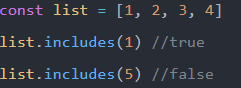 const list = [1, 2, 3, 4]
list.includes(1) //true
list.includes(5) //false